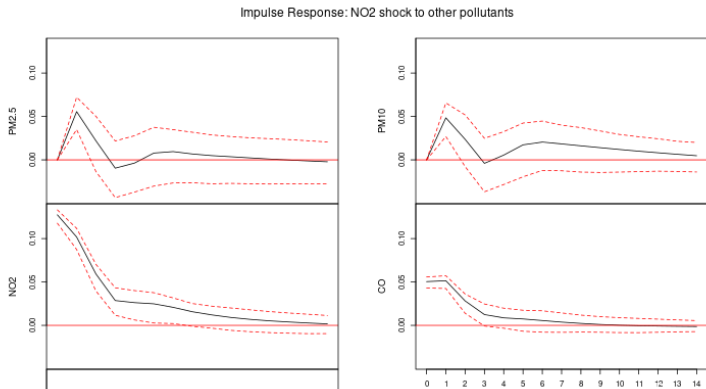 Impulse Response: NO2 shock to other pollutants
PM2.5
0.00 0.05 0.10
PM10
0.00 0.05 0.10
NO2
0.00 0.05 0.10
CO
0.00 0.05 0.10
0 1 2 3 4 5 6 7 8 9 10 11 12 13 14